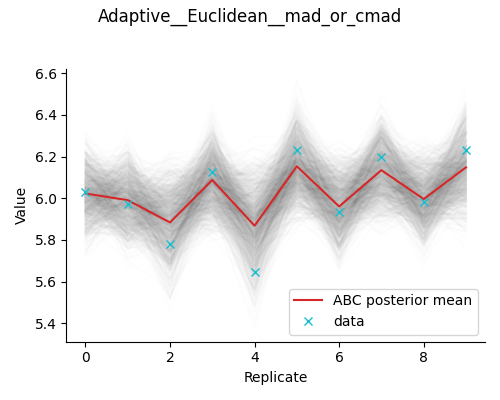 Adaptive__Euclidean__mad_or_cmad
6.6
6.4
6.2
6.0
5.8
5.6
5.4
Value
0 2 4 6 8
Replicate
ABC posterior mean
data